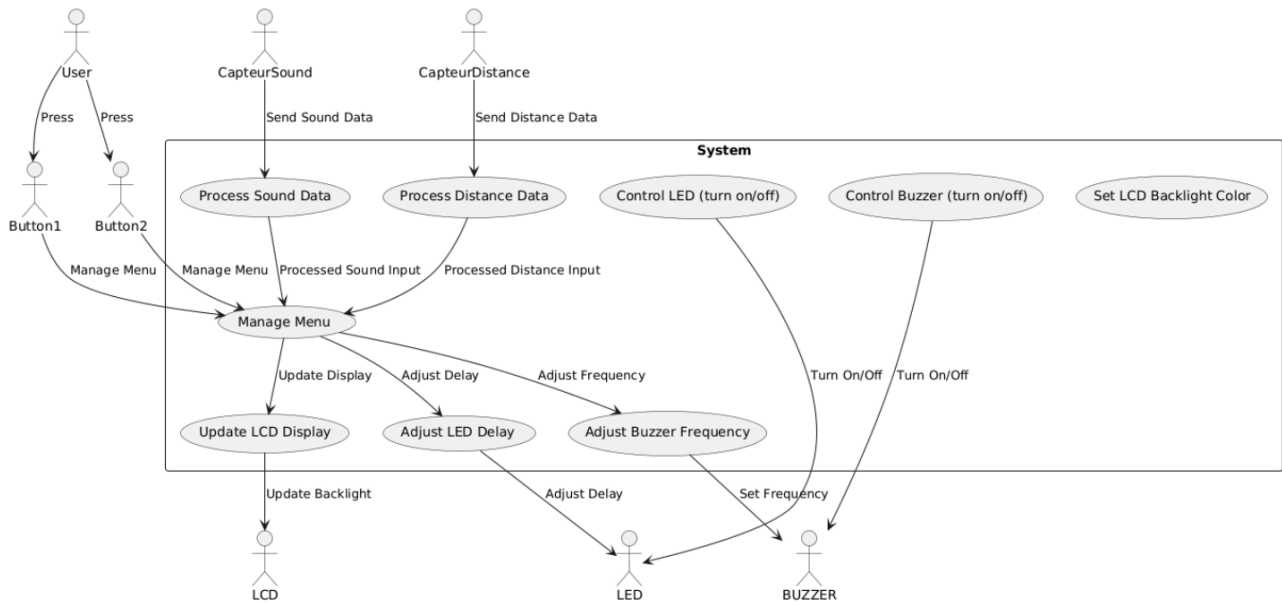 User
CapteurSound
CapteurDistance
Press
Press
Send Sound Data
Send Distance Data
System
Process Sound Data
Process Distance Data
Control LED (turn on/off)
Control Buzzer (turn on/off)
Set LCD Backlight Color
Button1
Button2
Manage Menu
Manage Menu
Processed Sound Input
Processed Distance Input
Manage Menu
Update Display
Adjust Delay
Adjust Frequency
Turn On/Off
Turn On/Off
Update LCD Display
Adjust LED Delay
Adjust Buzzer Frequency
Update Backlight
Adjust Delay
Set Frequency
LCD
LED
BUZZER